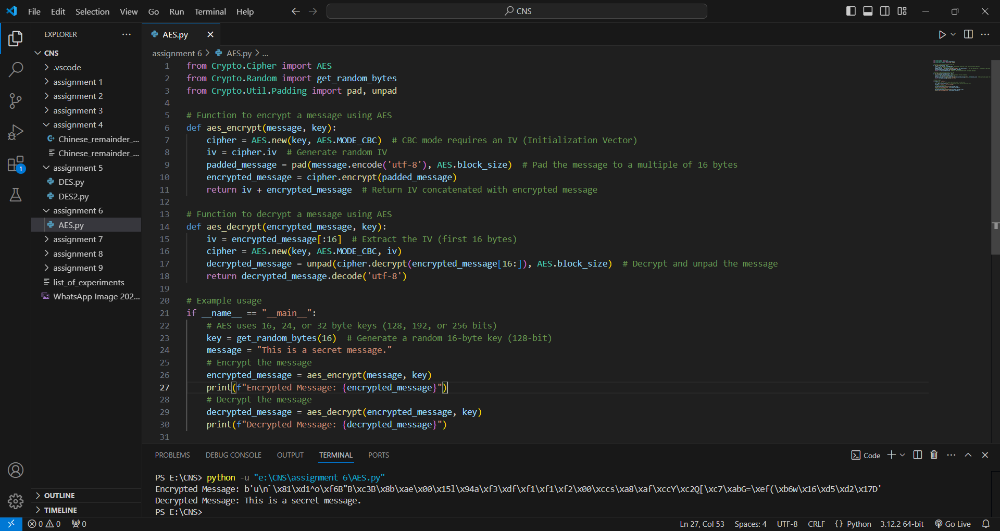 File Edit Selection View Go Run Terminal Help
CNS
EXPLORER
CNS
.vscode
assignment 1
assignment 2
assignment 3
assignment 4
Chinese_remainder_...
Chinese_remainder_...
assignment 5
DES.py
DES2.py
assignment 6
AES.py
assignment 7
assignment 8
assignment 9
list_of_experiments
WhatsApp Image 202...
OUTLINE
TIMELINE
1
AES.py
assignment 6 > AES.py > ...
1 from Crypto.Cipher import AES
2 from Crypto.Random import get_random_bytes
3 from Crypto.Util.Padding import pad, unpad
4
5 # Function to encrypt a message using AES
6 def aes_encrypt(message, key):
7     cipher = AES.new(key, AES.MODE_CBC)  # CBC mode requires an IV (Initialization Vector)
8     iv = cipher.iv  # Generate random IV
9     padded_message = pad(message.encode('utf-8'), AES.block_size)  # Pad the message to a multiple of 16 bytes
10     encrypted_message = cipher.encrypt(padded_message)
11     return iv + encrypted_message  # Return IV concatenated with encrypted message
12
13 # Function to decrypt a message using AES
14 def aes_decrypt(encrypted_message, key):
15     iv = encrypted_message[:16]  # Extract the IV (first 16 bytes)
16     cipher = AES.new(key, AES.MODE_CBC, iv)
17     decrypted_message = unpad(cipher.decrypt(encrypted_message[16:]), AES.block_size)  # Decrypt and unpad the message
18     return decrypted_message.decode('utf-8')
19
20 # Example usage
21 if __name__ == "__main__":
22     # AES uses 16, 24, or 32 byte keys (128, 192, or 256 bits)
23     key = get_random_bytes(16)  # Generate a random 16-byte key (128-bit)
24     message = "This is a secret message."
25     # Encrypt the message
26     encrypted_message = aes_encrypt(message, key)
27     print(f"Encrypted Message: {encrypted_message}")
28     # Decrypt the message
29     decrypted_message = aes_decrypt(encrypted_message, key)
30     print(f"Decrypted Message: {decrypted_message}")
31
PROBLEMS DEBUG CONSOLE OUTPUT TERMINAL PORTS
Code
PS E:\CNS> python -u "e:\CNS\assignment 6\AES.py"
Encrypted Message: b'u\n`\x81\xd1^o\xf6B"B\xc3B\x8b\xae\x00\x15l\x94a\xf3\xdf\xf1\xf1\xf2\x00\xccs\xa8\xaf\xccY\xc2Q[\xc7\xabG=\xef(\xb6w\x16\xd5\xd2\x17D'
Decrypted Message: This is a secret message.
PS E:\CNS>
0 0 0 Ln 27, Col 53 Spaces: 4 UTF-8 CRLF {} Python 3.12.2 64-bit Go Live